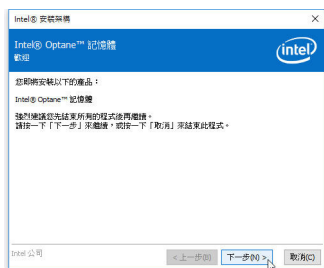 Intel® 安裝架構
Intel® Optane™ 記憶體
歡迎
intel
您即將安裝以下的產品：
Intel® Optane™ 記憶體
強烈建議您先結束所有的程式後再繼續。
請按一下「下一步」來繼續，或按一下「取消」來結束此程式。
Intel 公司
<上一步(B) 下一步(N) > 取消(C)